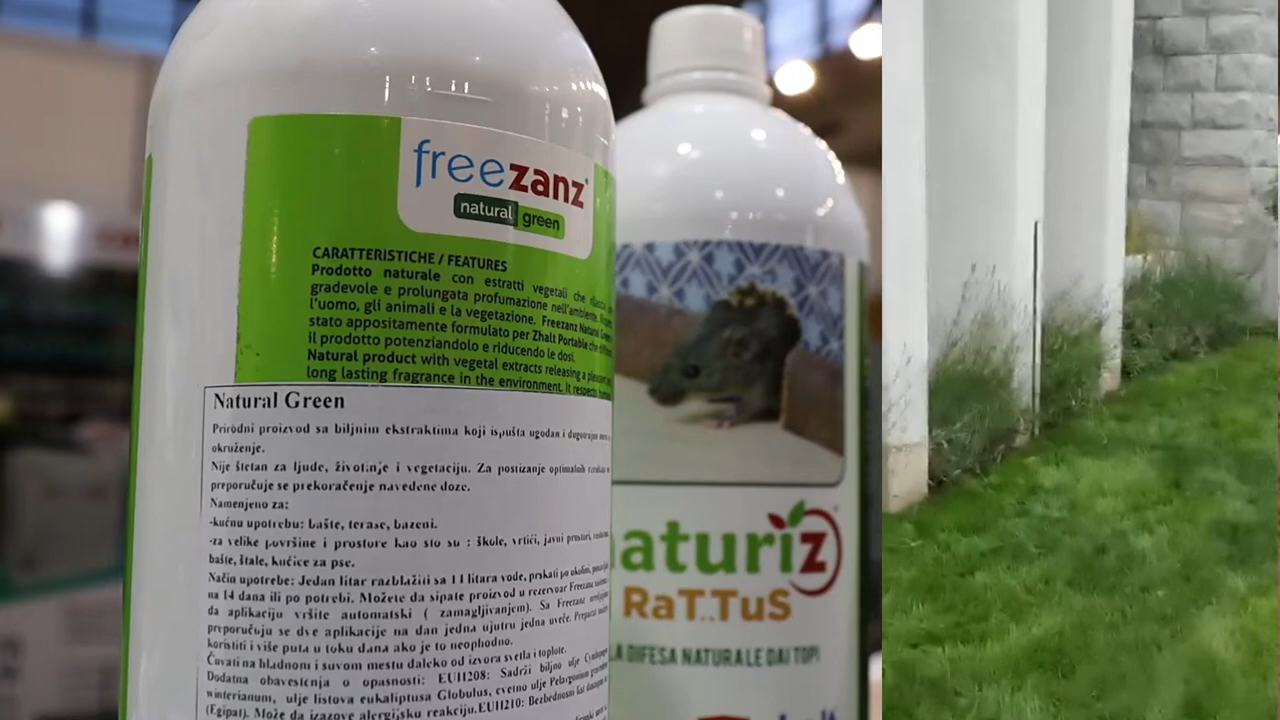 freezanz
natural green
CARATTERISTICHE / FEATURES
Prodotto naturale con estratti vegetali che
gradevole e prolungata profumazione nell'ambiente.
l'uomo, gli animali e la vegetazione. Freezanz Natural
stato appositamente formulato per Zhalt Portable che
il prodotto potenziandolo e riducendo le dosi.
Natural product with vegetal extracts releasing a
long lasting fragrance in the environment. It
Natural Green
Prirodni proizvod sa biljnim ekstraktima koji ispušta ugodan i
okruženje.
Nije štetan za ljude, životinje i vegetaciju. Za postizanje optimalnih
preporučuje se prekoračenje navedene doze.
Namenjeno za:
-kućnu upotrebu: bašte, terase, bazeni.
-za velike površine i prostore kao sto su : škole, vrtići, javni prostori,
bašte, štale, kućice za pse.
Način upotrebe: Jedan litar razblažiti sa 14 litara vode, prskati po okolini,
na 14 dana ili po potrebi. Možete da sipate proizvod u rezervoar Freezanz
da aplikaciju vršite automatski ( zamagljivanjem). Sa Freezanz
preporučuju se dve aplikacije na dan jedna ujutru jedna uveče.
koristiti i više puta u toku dana ako je to neophodno.
Čuvati na hladnom i suvom mestu daleko od izvora svetla i toplote.
Dodatna obavestenja o opasnosti: EUH208: Sadrži biljno ulje
winterianum, ulje listova eukaliptusa Globulus, cvetno ulje
(Egipat). Može da izazove alergijsku reakciju.EUH210: Bezbednosni list
naturiz
RaT..TuS
LA DIFESA NATURALE DAI TOPI